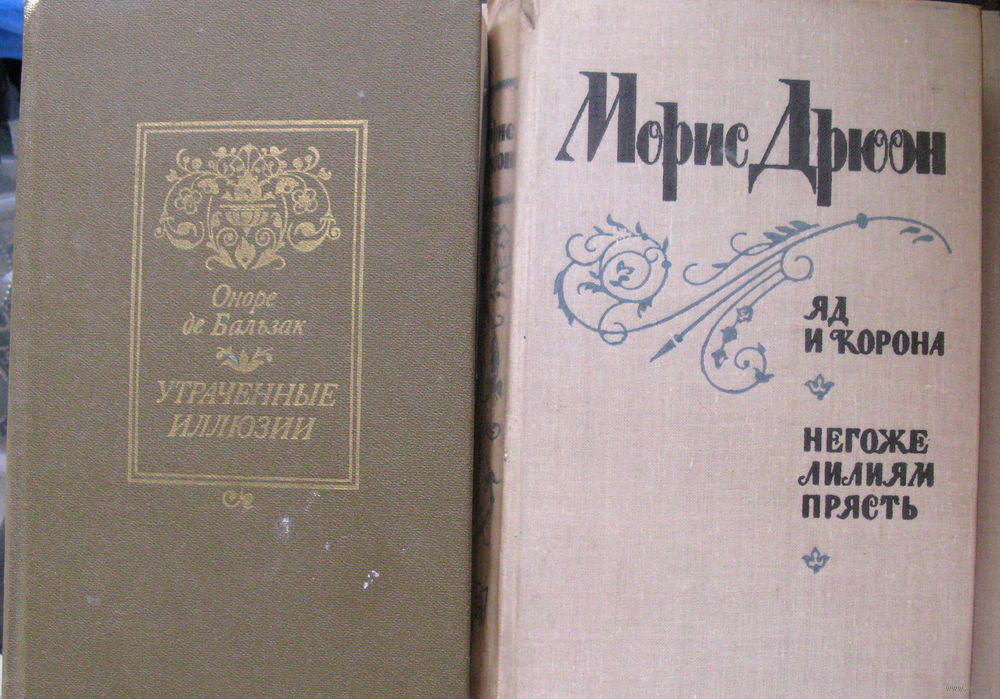 Оноре
де Бальзак
УТРАЧЕННЫЕ
ИЛЛЮЗИИ
Морис Дрюон
ЯД
И КОРОНА
НЕГОЖЕ
ЛИЛИЯМ
ПРЯСТЬ